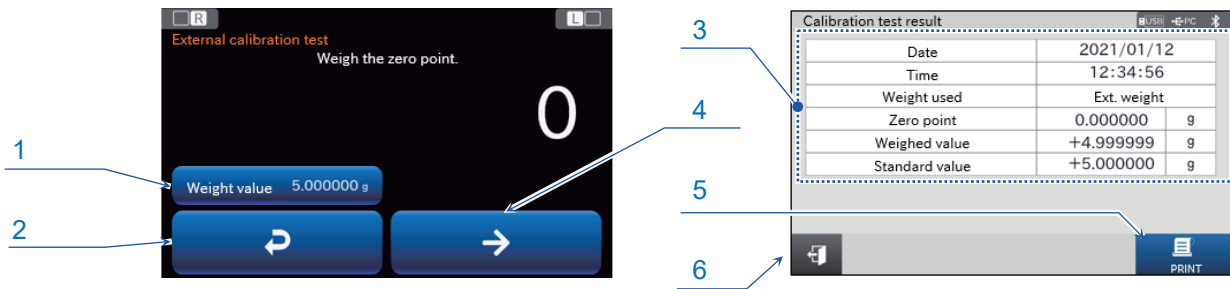 R L
External calibration test
Weigh the zero point.
0
Weight value 5.000000 g
1
2
4
3
5
6
Calibration test result USB PC
Date 2021/01/12
Time 12:34:56
Weight used Ext. weight
Zero point 0.000000 g
Weighed value +4.999999 g
Standard value +5.000000 g
PRINT